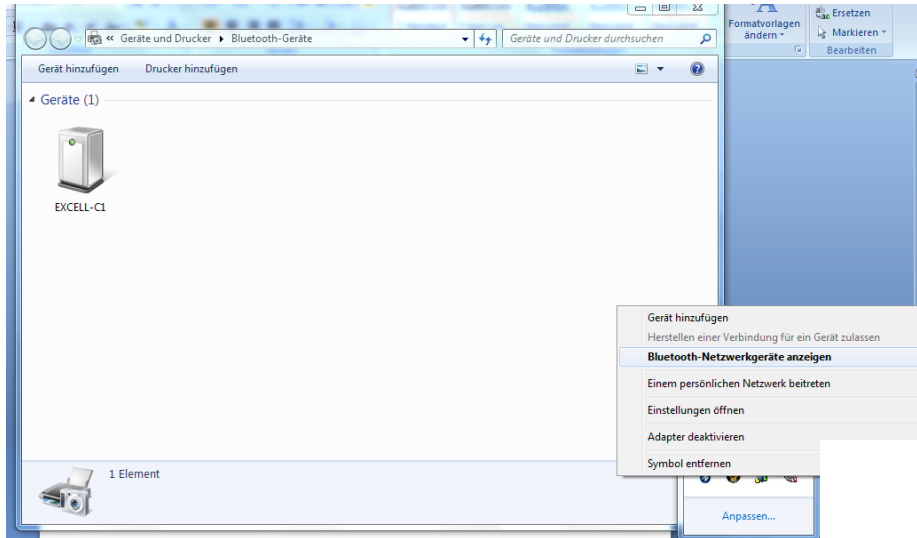 Ersetzen
Formatvorlagen
ändern
Markieren
Bearbeiten
« Geräte und Drucker ▸ Bluetooth-Geräte
Geräte und Drucker durchsuchen
Gerät hinzufügen Drucker hinzufügen
Geräte (1)
EXCELL-C1
Gerät hinzufügen
Herstellen einer Verbindung für ein Gerät zulassen
Bluetooth-Netzwerkgeräte anzeigen
Einem persönlichen Netzwerk beitreten
Einstellungen öffnen
Adapter deaktivieren
Symbol entfernen
1 Element
Anpassen...